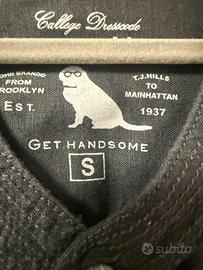 College Dresscode
JOHN BRANDO
FROM
BROOKLYN
EST.
T.J.HILLS
TO
MAINHATTAN
1937
GET HANDSOME
S
subito